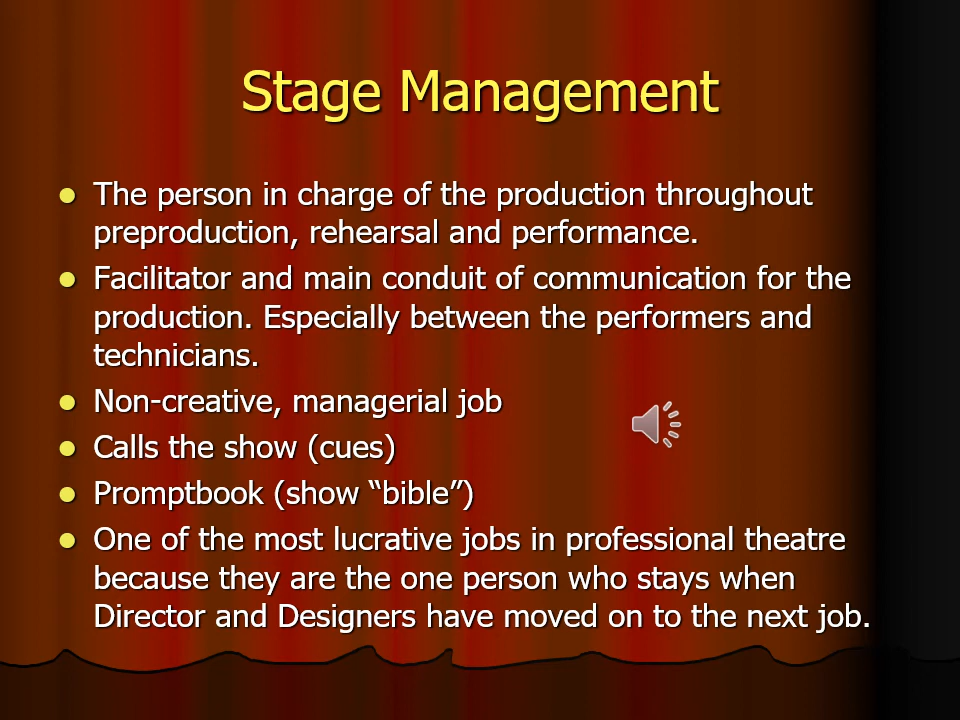 Stage Management
The person in charge of the production throughout
preproduction, rehearsal and performance.
Facilitator and main conduit of communication for the
production. Especially between the performers and
technicians.
Non-creative, managerial job
Calls the show (cues)
Promptbook (show “bible”)
One of the most lucrative jobs in professional theatre
because they are the one person who stays when
Director and Designers have moved on to the next job.